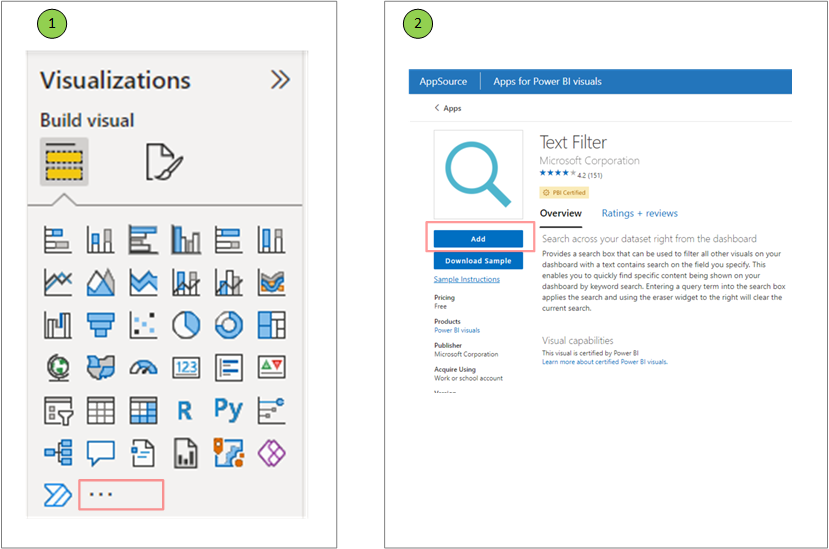 1
Visualizations
Build visual
123
R
Py
...
2
AppSource
Apps for Power BI visuals
Apps
Text Filter
Microsoft Corporation
4.2 (151)
PBI Certified
Overview
Ratings + reviews
Add
Search across your dataset right from the dashboard
Provides a search box that can be used to filter all other visuals on your
dashboard with a text contains search on the field you specify. This
enables you to quickly find specific content being shown on your
dashboard by keyword search. Entering a query term into the search box
applies the search and using the eraser widget to the right will clear the
current search.
Download Sample
Sample Instructions
Pricing
Free
Products
Power BI visuals
Publisher
Microsoft Corporation
Acquire Using
Work or school account
Version
Visual capabilities
This visual is certified by Power BI
Learn more about certified Power BI visuals.